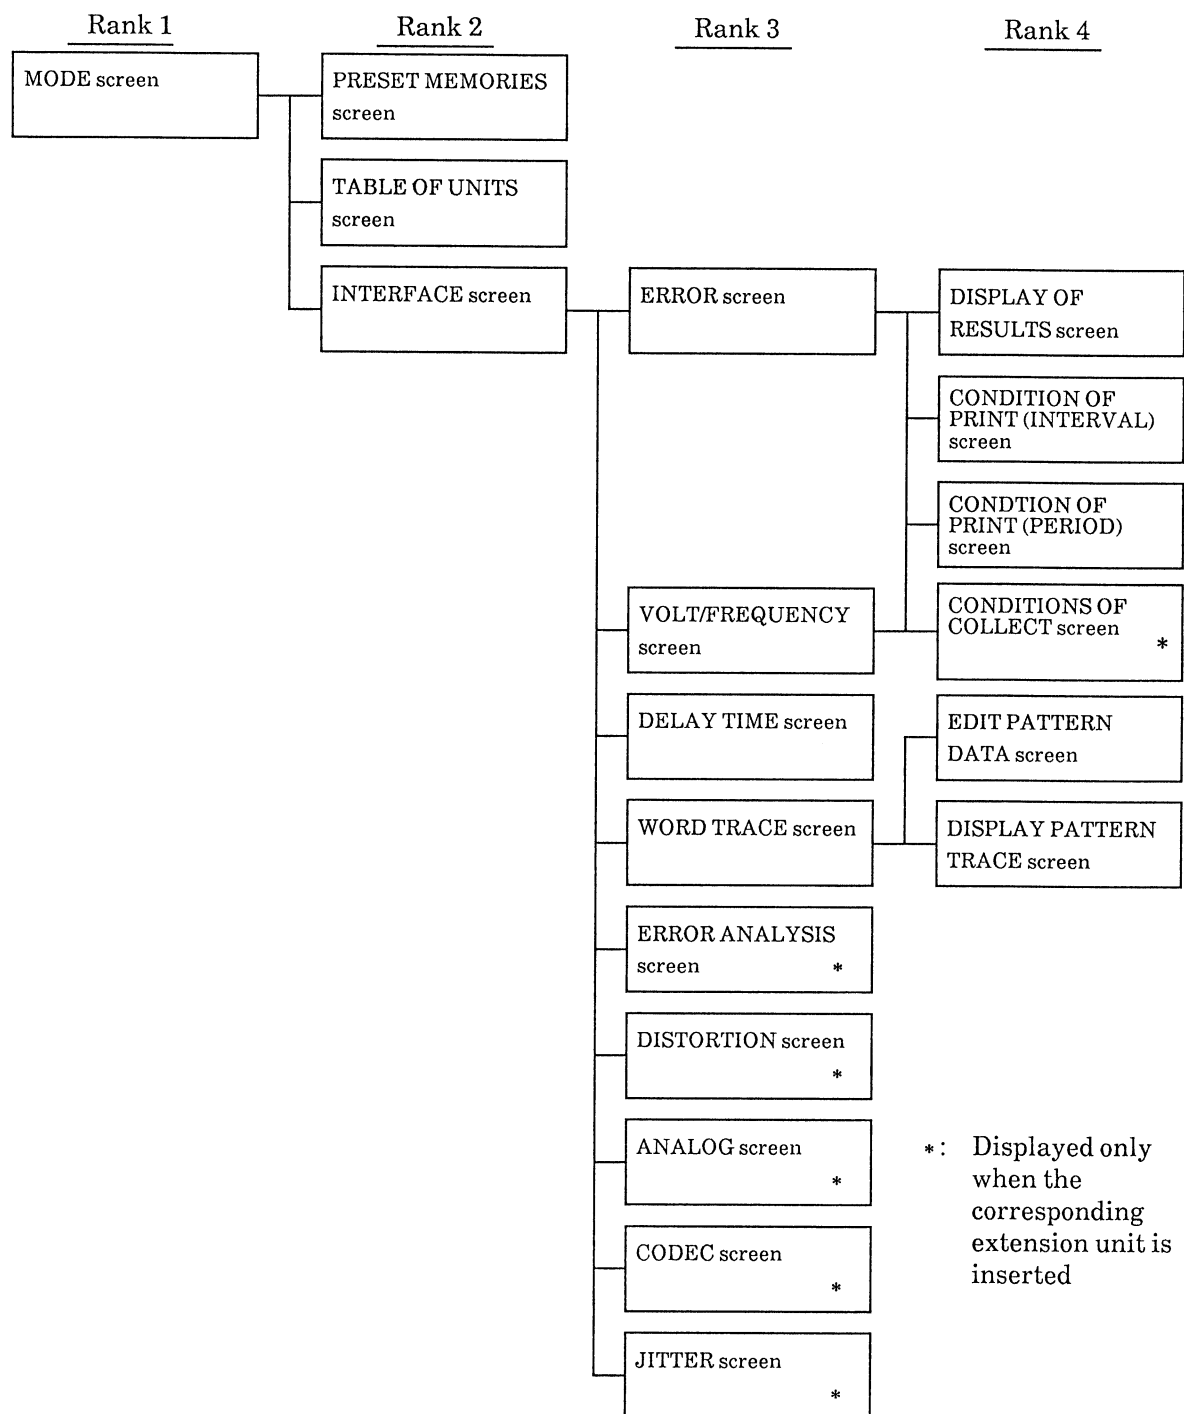 Rank 1
Rank 2
Rank 3
Rank 4
MODE screen
PRESET MEMORIES
screen
TABLE OF UNITS
screen
INTERFACE screen
ERROR screen
DISPLAY OF
RESULTS screen
CONDITION OF
PRINT (INTERVAL)
screen
CONDTION OF
PRINT (PERIOD)
screen
VOLT/FREQUENCY
screen
CONDITIONS OF
COLLECT screen
*
DELAY TIME screen
EDIT PATTERN
DATA screen
WORD TRACE screen
DISPLAY PATTERN
TRACE screen
ERROR ANALYSIS
screen *
DISTORTION screen
*
ANALOG screen
*
CODEC screen
*
JITTER screen
*
*: Displayed only
when the
corresponding
extension unit is
inserted